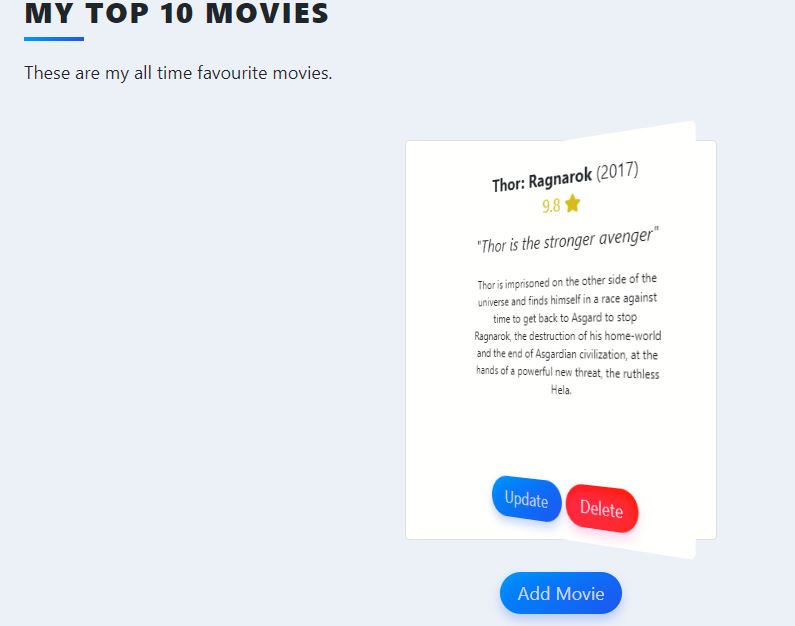 MY TOP 10 MOVIES
These are my all time favourite movies.
Thor: Ragnarok (2017)
9.8
"Thor is the stronger avenger"
Thor is imprisoned on the other side of the
universe and finds himself in a race against
time to get back to Asgard to stop
Ragnarok, the destruction of his home-world
and the end of Asgardian civilization, at the
hands of a powerful new threat, the ruthless
Hela.
Update Delete
Add Movie